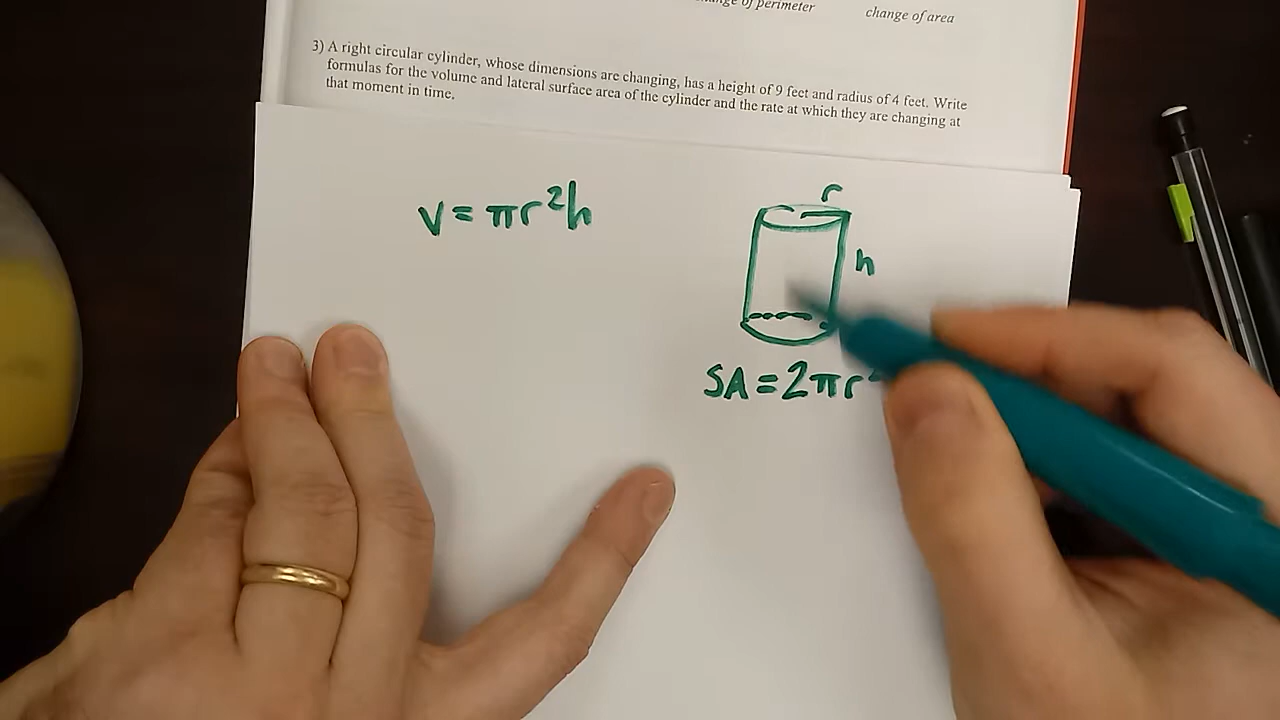 of perimeter change of area
3) A right circular cylinder, whose dimensions are changing, has a height of 9 feet and radius of 4 feet. Write
formulas for the volume and lateral surface area of the cylinder and the rate at which they are changing at
that moment in time.
V = πr²h
r
h
SA = 2πr²